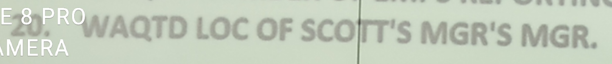 E 8 PRO
AMERA
20. WAQTD LOC OF SCOTT'S MGR'S MGR.